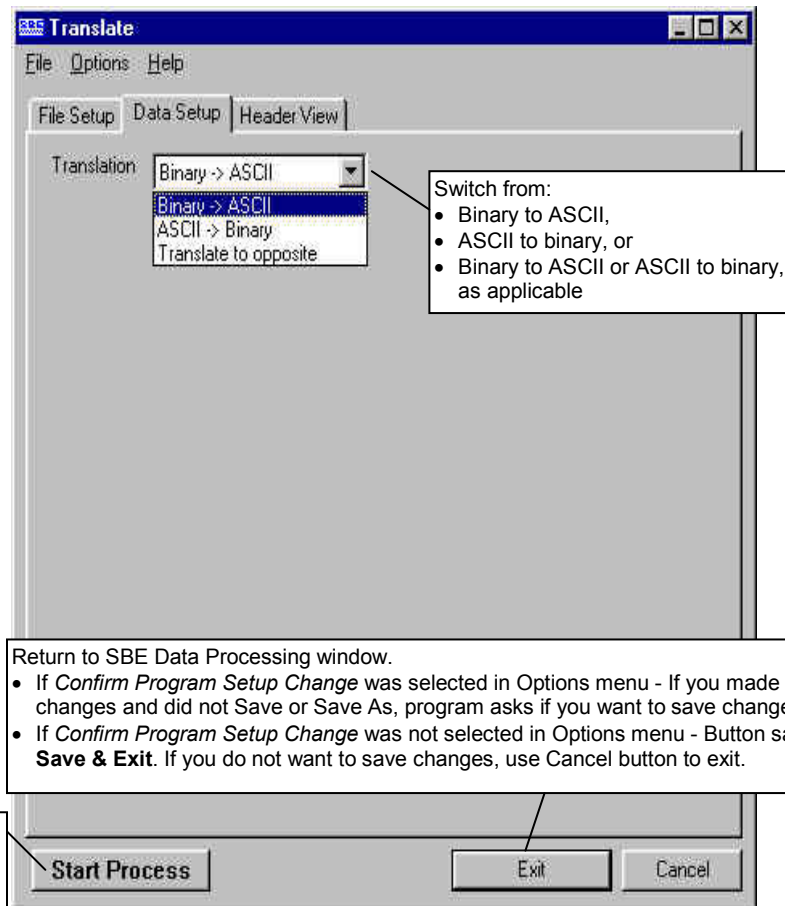 SBE Translate
File Options Help
File Setup Data Setup Header View
Translation Binary -> ASCII
Binary -> ASCII
ASCII -> Binary
Translate to opposite
Switch from:
• Binary to ASCII,
• ASCII to binary, or
• Binary to ASCII or ASCII to binary,
as applicable
Return to SBE Data Processing window.
• If Confirm Program Setup Change was selected in Options menu - If you made
changes and did not Save or Save As, program asks if you want to save change
• If Confirm Program Setup Change was not selected in Options menu - Button sa
Save & Exit. If you do not want to save changes, use Cancel button to exit.
Start Process Exit Cancel